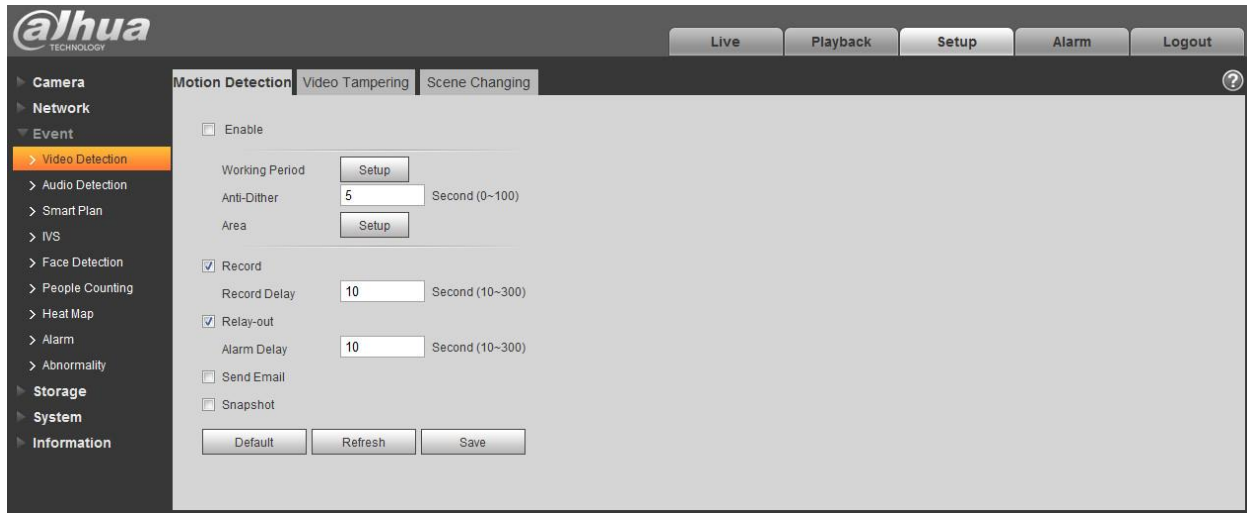 alhua
TECHNOLOGY
Live Playback Setup Alarm Logout
Camera
Network
Event
Video Detection
Audio Detection
Smart Plan
IVS
Face Detection
People Counting
Heat Map
Alarm
Abnormality
Storage
System
Information
Motion Detection Video Tampering Scene Changing
?
Enable
Working Period Setup
Anti-Dither 5 Second (0~100)
Area Setup
Record
Record Delay 10 Second (10~300)
Relay-out
Alarm Delay 10 Second (10~300)
Send Email
Snapshot
Default Refresh Save